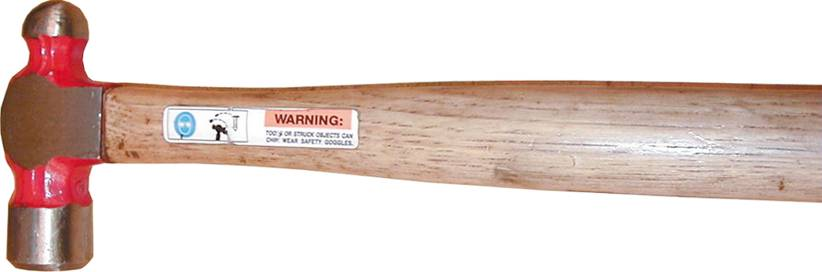 WARNING:
TOOLS OR STRUCK OBJECTS CAN
CHIP. WEAR SAFETY GOGGLES.